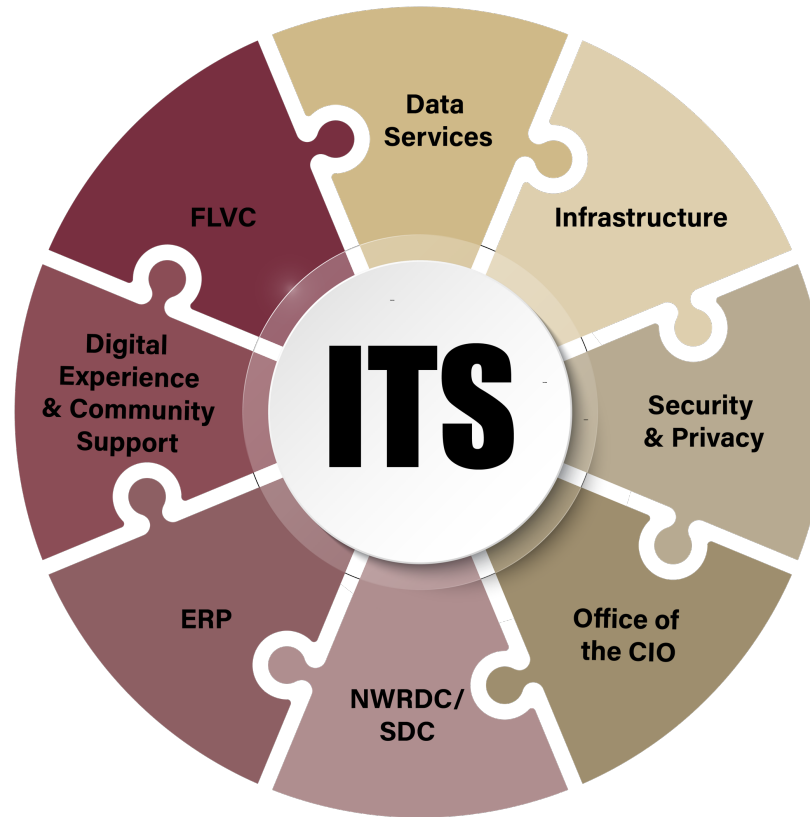 Data
Services
Infrastructure
Security
& Privacy
Office of
the CIO
NWRDC/
SDC
ERP
Digital
Experience
& Community
Support
FLVC
ITS